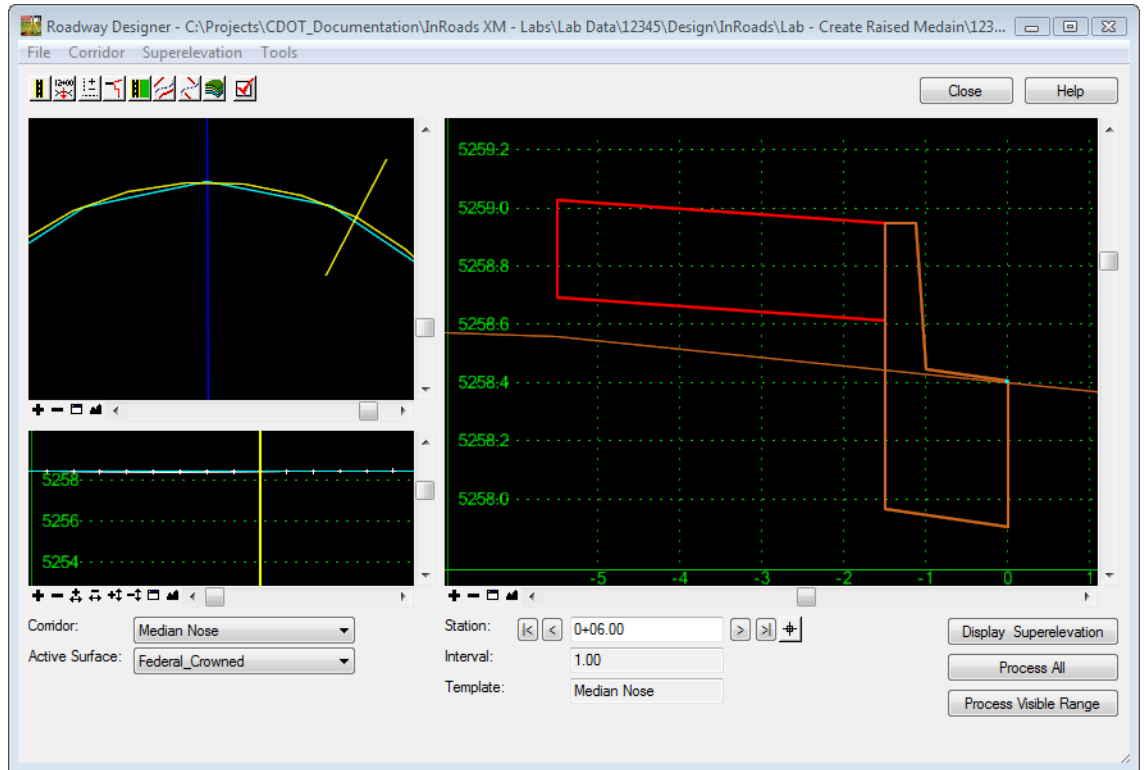 Roadway Designer - C:\Projects\CDOT_Documentation\InRoads XM - Labs\Lab Data\12345\Design\InRoads\Lab - Create Raised Medain\123...
File Corridor Superelevation Tools
12+00
Close Help
5259:2
5259:0
5258:8
5258:6
5258:4
5258:2
5258:0
-5 -4 -3 -2 -1 0 1
5258
5256
5254
Corridor: Median Nose
Active Surface: Federal_Crowned
Station: 0+06.00
Interval: 1.00
Template: Median Nose
Display Superelevation
Process All
Process Visible Range